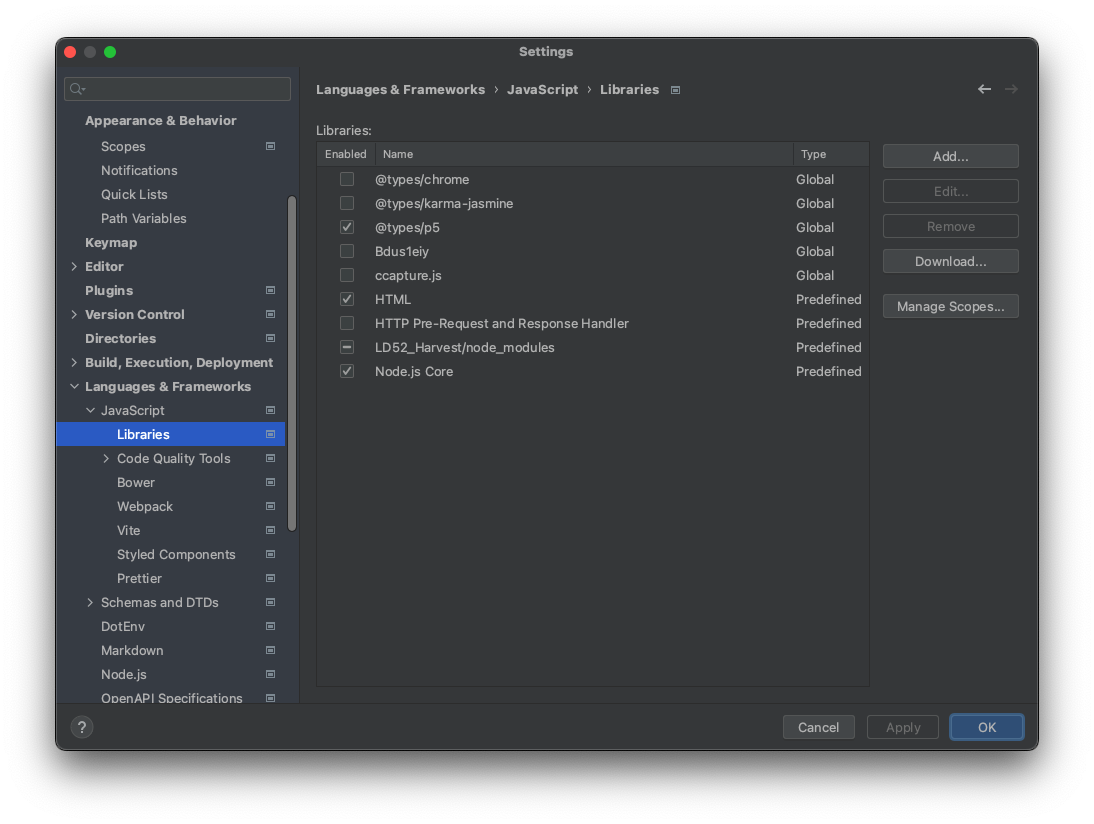 Settings
Appearance & Behavior
Scopes
Notifications
Quick Lists
Path Variables
Keymap
Editor
Plugins
Version Control
Directories
Build, Execution, Deployment
Languages & Frameworks
JavaScript
Libraries
Code Quality Tools
Bower
Webpack
Vite
Styled Components
Prettier
Schemas and DTDs
DotEnv
Markdown
Node.js
OpenAPI Specifications
Languages & Frameworks › JavaScript › Libraries
Libraries:
Enabled Name Type
@types/chrome Global
@types/karma-jasmine Global
@types/p5 Global
Bdus1eiy Global
ccapture.js Global
HTML Predefined
HTTP Pre-Request and Response Handler Predefined
LD52_Harvest/node_modules Predefined
Node.js Core Predefined
Add...
Edit...
Remove
Download...
Manage Scopes...
?
Cancel
Apply
OK